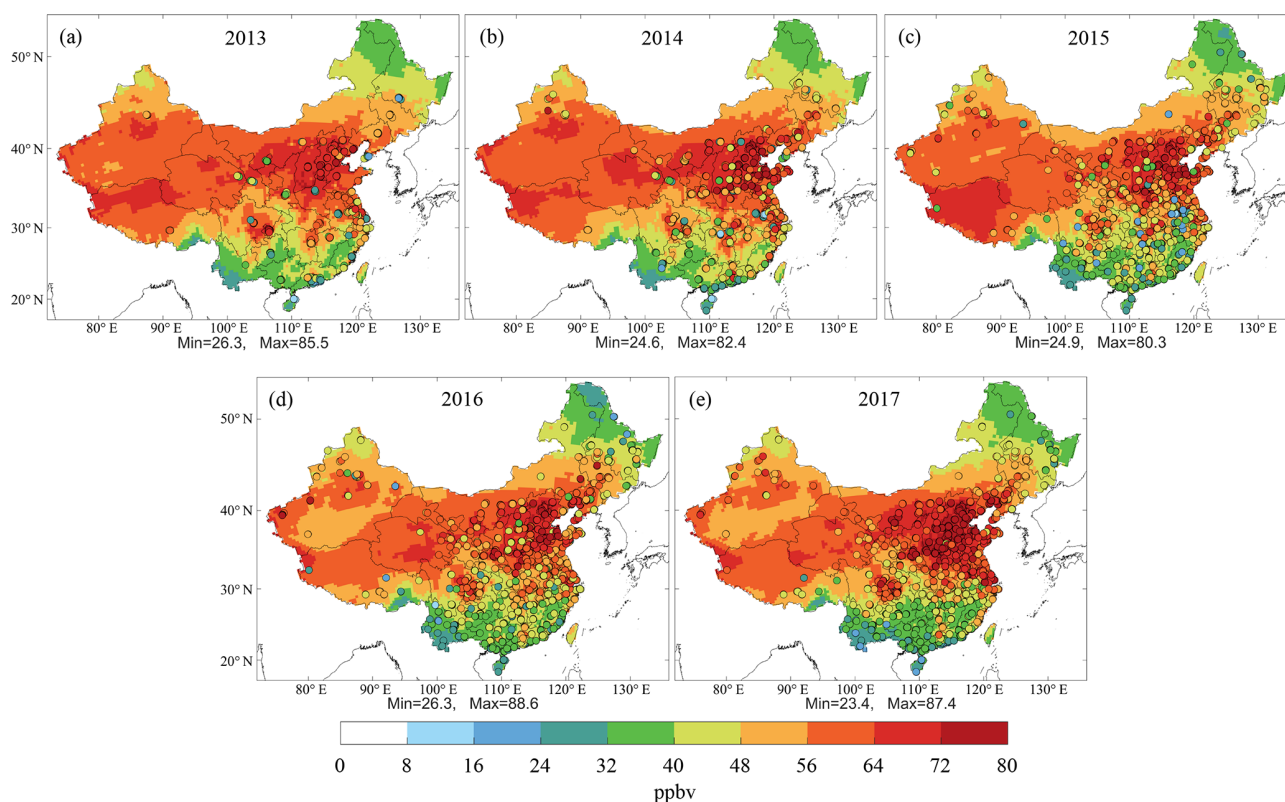 (a) 2013
(b) 2014
(c) 2015
50° N
40° N
30° N
20° N
80° E 90° E 100° E 110° E 120° E 130° E
80° E 90° E 100° E 110° E 120° E 130° E
80° E 90° E 100° E 110° E 120° E 130° E
Min=26.3, Max=85.5
Min=24.6, Max=82.4
Min=24.9, Max=80.3
(d) 2016
(e) 2017
50° N
40° N
30° N
20° N
80° E 90° E 100° E 110° E 120° E 130° E
80° E 90° E 100° E 110° E 120° E 130° E
Min=26.3, Max=88.6
Min=23.4, Max=87.4
0 8 16 24 32 40 48 56 64 72 80
ppbv